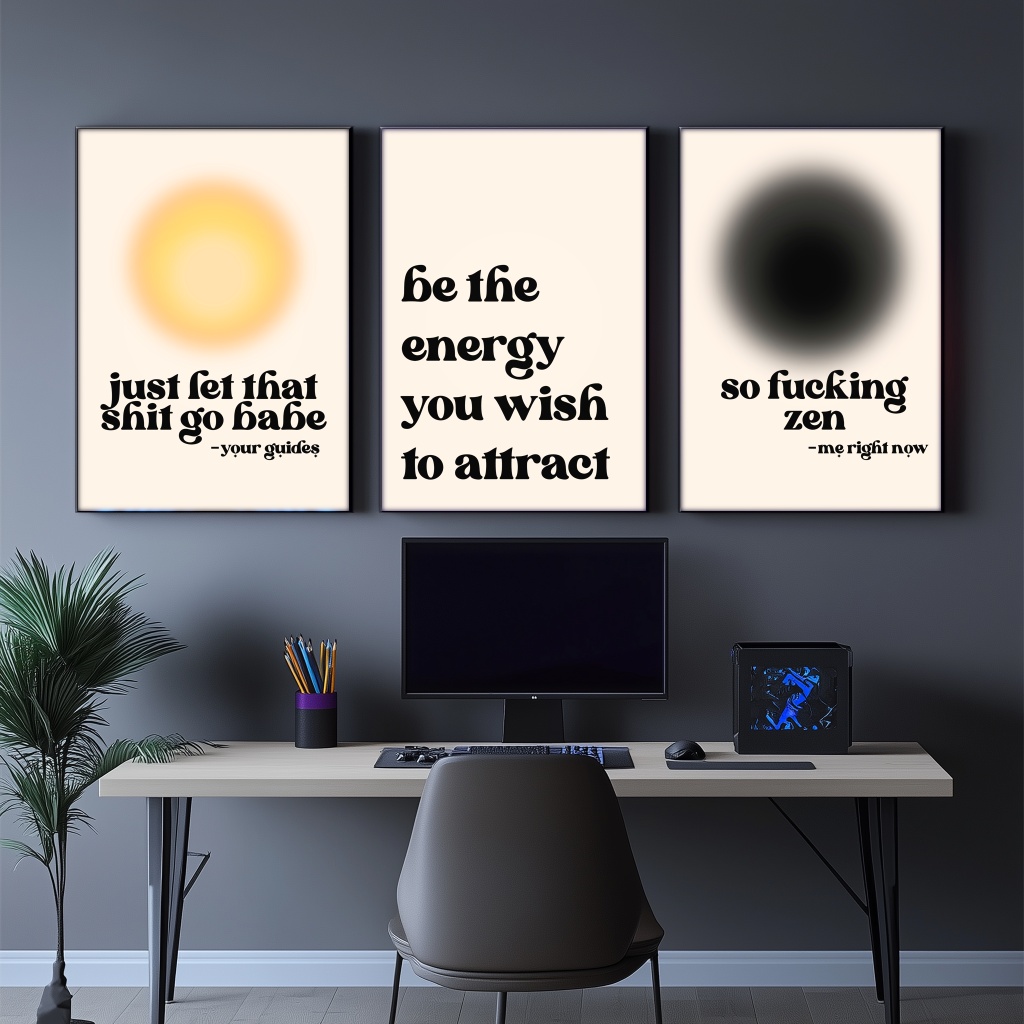 just let that
shit go babe
-your guides
be the
energy
you wish
to attract
so fucking
zen
-me right now